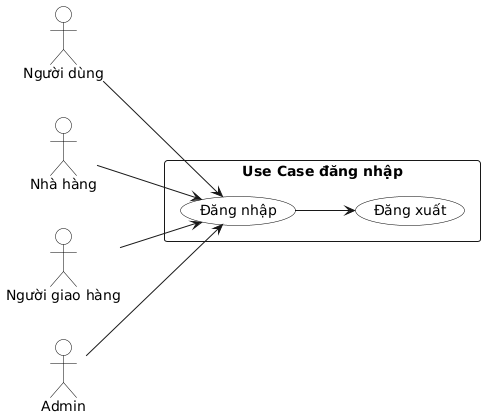 Người dùng
Nhà hàng
Người giao hàng
Admin
Use Case đăng nhập
Đăng nhập
Đăng xuất